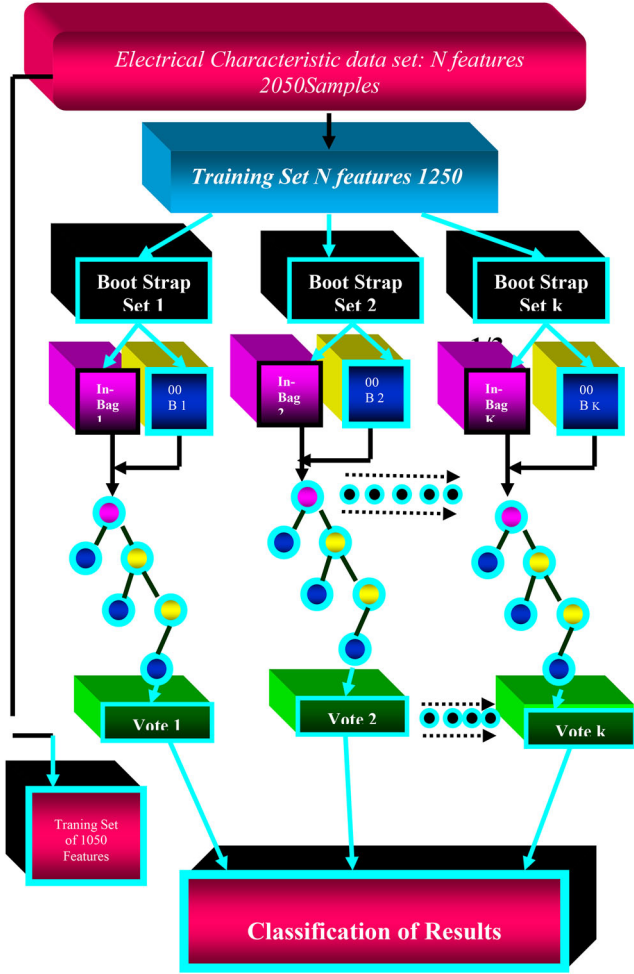 Electrical Characteristic data set: N features
2050Samples
Training Set N features 1250
Boot Strap
Set 1
Boot Strap
Set 2
Boot Strap
Set k
In-
Bag
1
00
B 1
In-
Bag
2
00
B 2
In-
Bag
K
00
B K
Vote 1
Vote 2
Vote k
Traning Set
of 1050
Features
Classification of Results